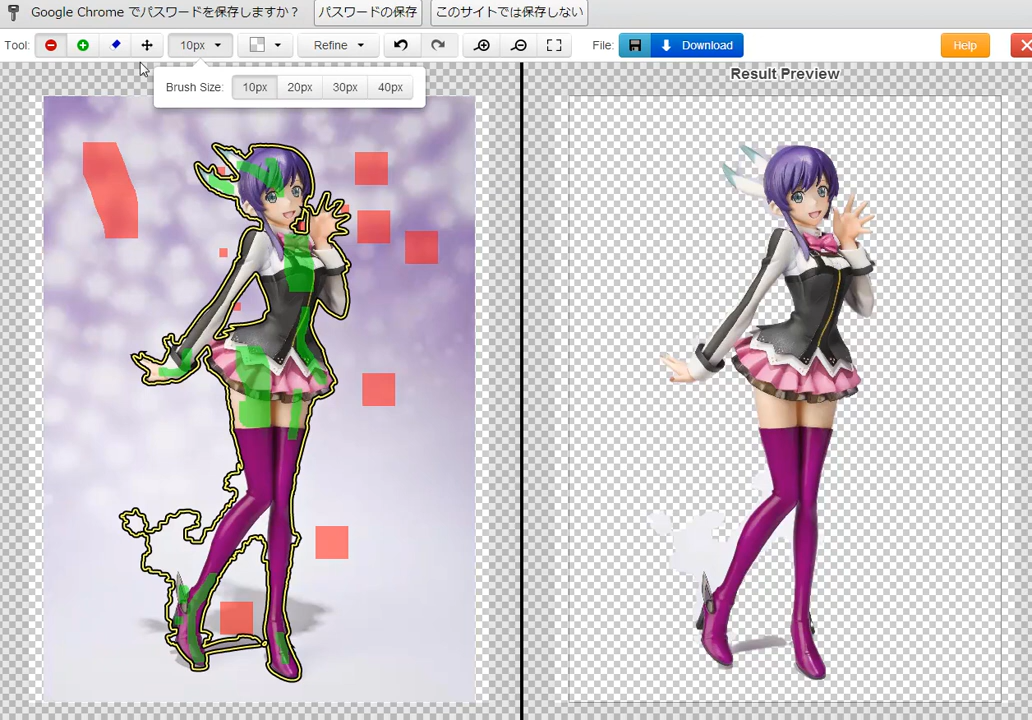 Google Chrome でパスワードを保存しますか？ パスワードの保存 このサイトでは保存しない
Tool: 10px Refine File: Download Help
Brush Size: 10px 20px 30px 40px
Result Preview